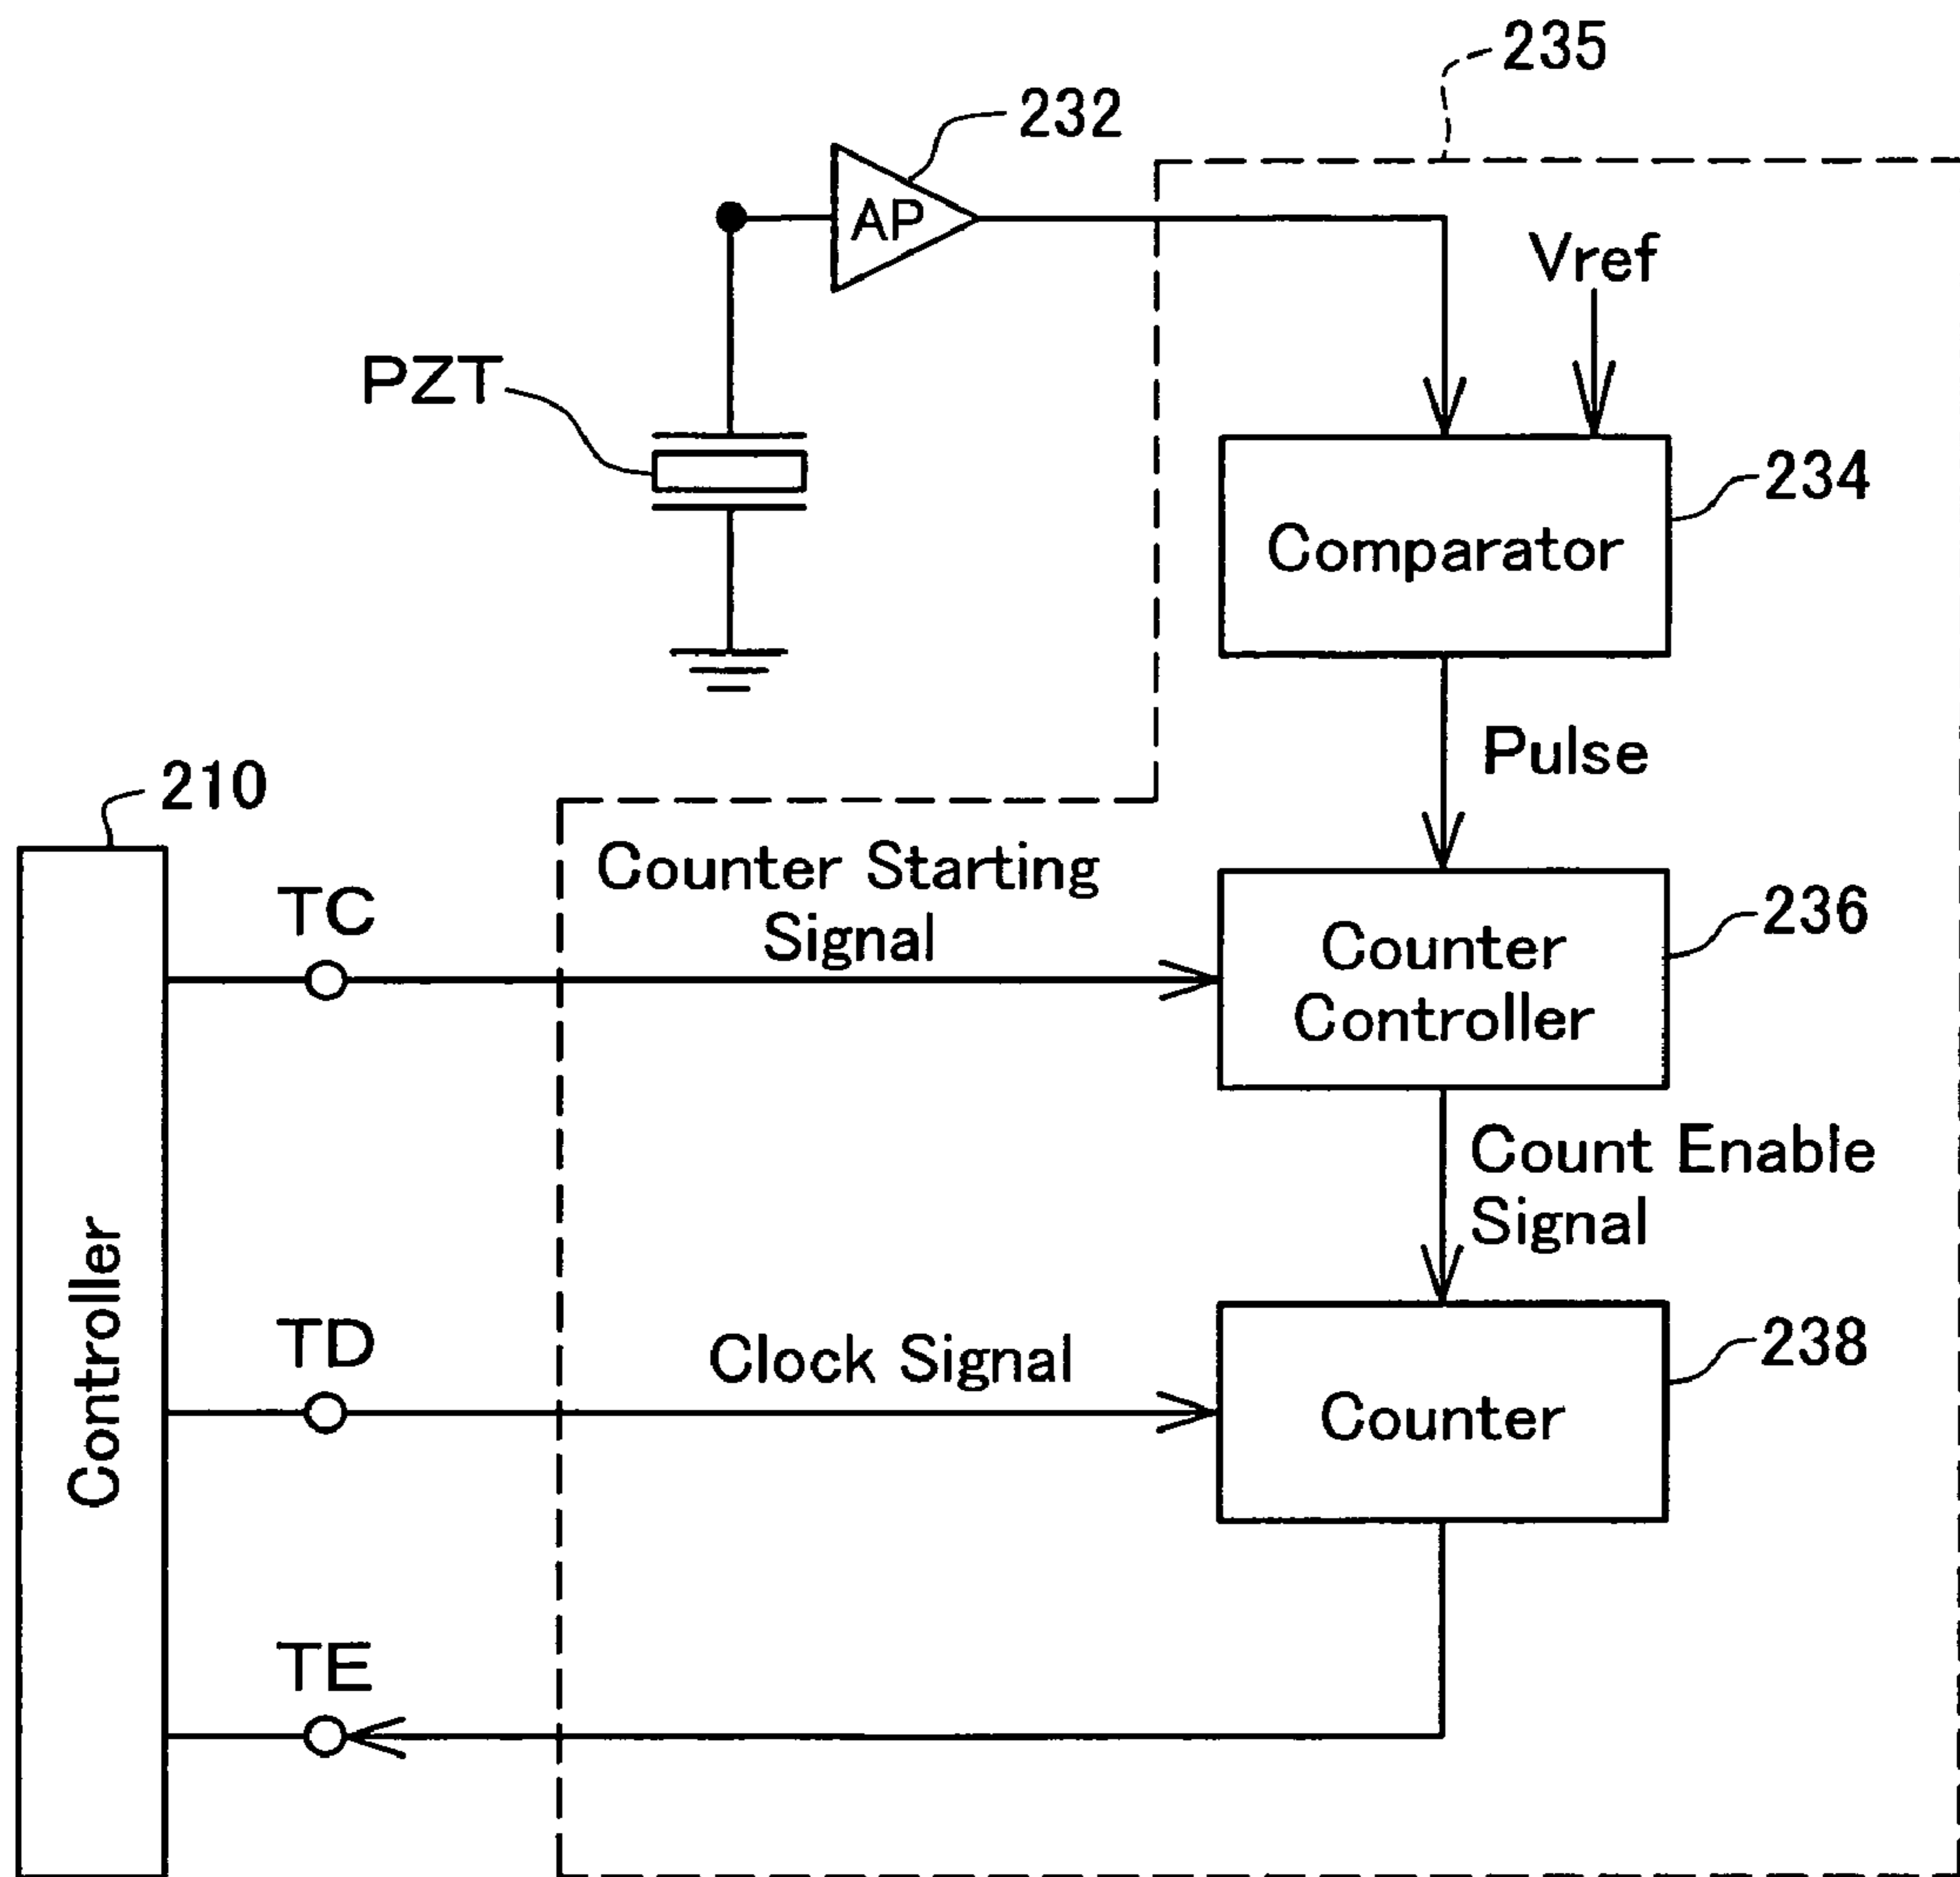 235
232
AP
Vref
PZT
234
Comparator
Pulse
210
Counter Starting
Signal
TC
236
Counter
Controller
Count Enable
Signal
Controller
TD
Clock Signal
238
Counter
TE